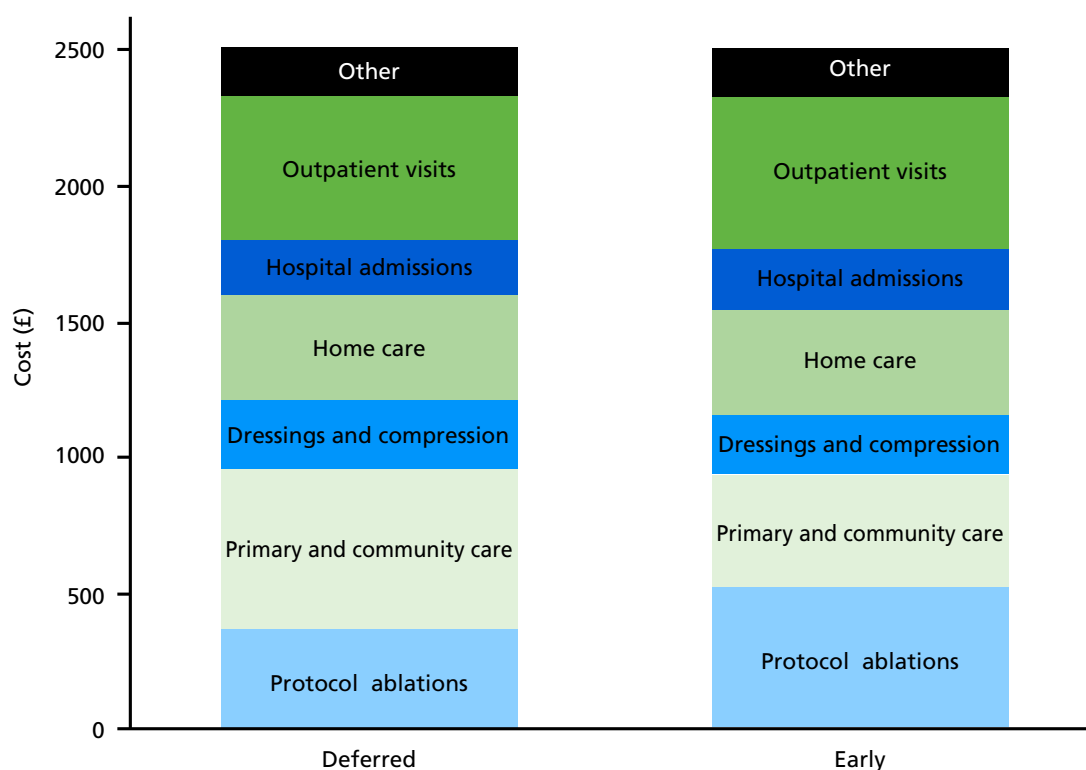 Cost (£)
2500
2000
1500
1000
500
0
Other
Outpatient visits
Hospital admissions
Home care
Dressings and compression
Primary and community care
Protocol ablations
Deferred
Other
Outpatient visits
Hospital admissions
Home care
Dressings and compression
Primary and community care
Protocol ablations
Early